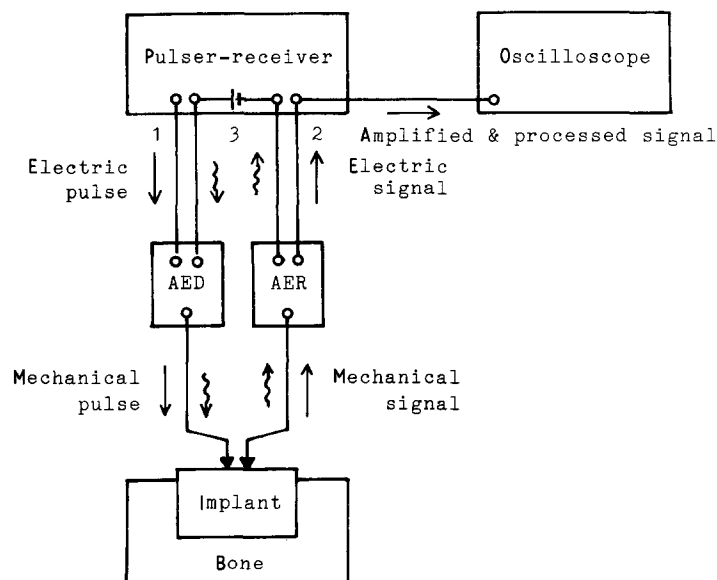 Pulser-receiver
Oscilloscope
1
3
2
Amplified & processed signal
Electric
pulse
Electric
signal
AED
AER
Mechanical
pulse
Mechanical
signal
Implant
Bone